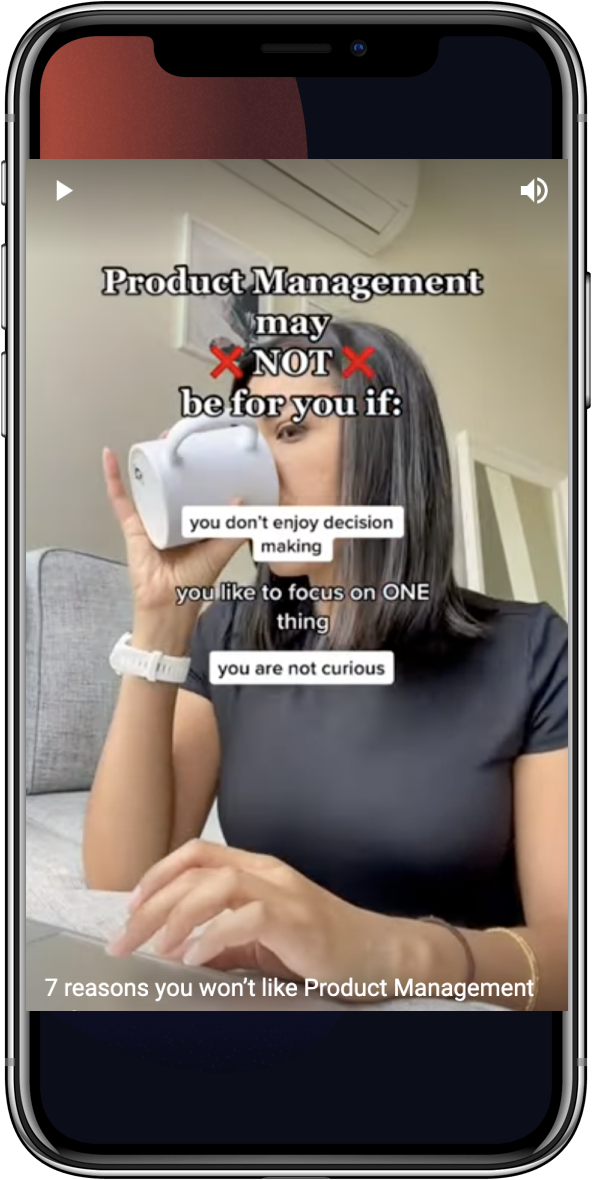 Product Management
may
❌ NOT ❌
be for you if:
you don't enjoy decision
making
you like to focus on ONE
thing
you are not curious
7 reasons you won't like Product Management